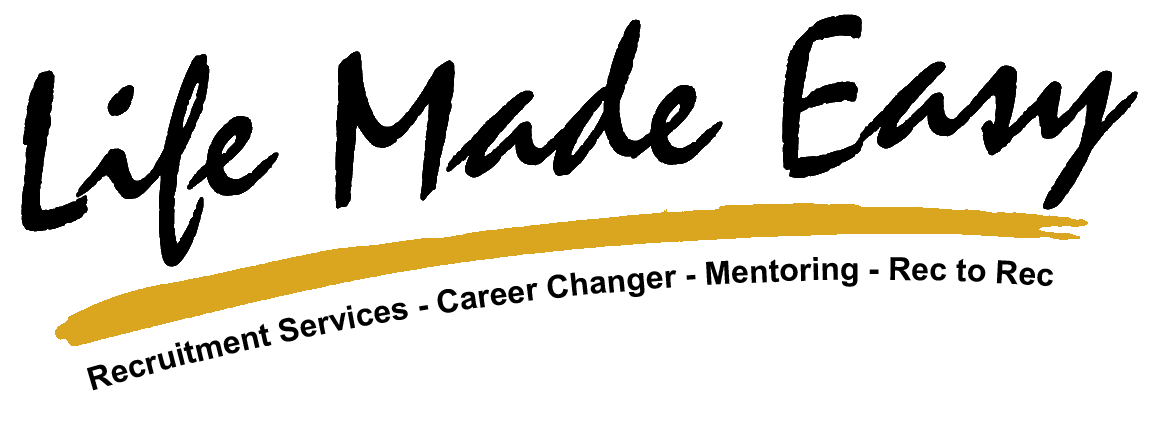 Life Made Easy
Recruitment Services - Career Changer - Mentoring - Rec to Rec